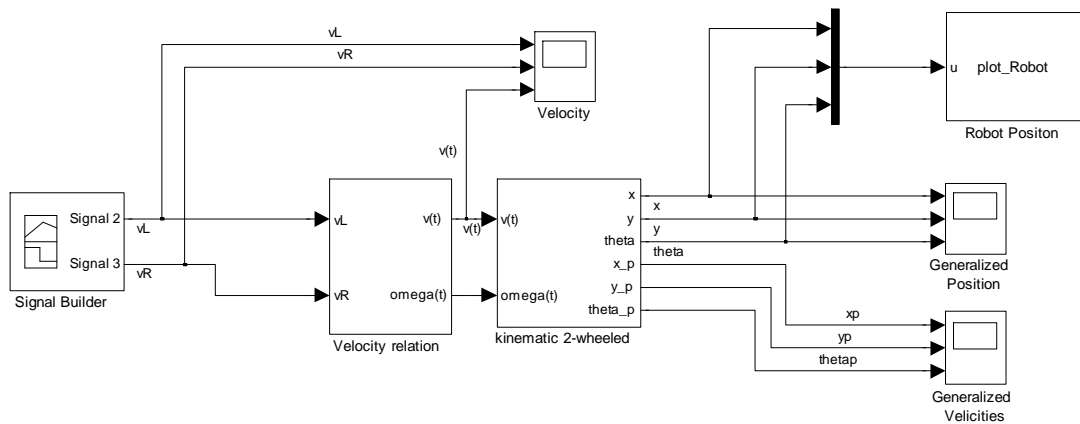 vL
vR
Velocity
u
plot_Robot
Robot Positon
v(t)
Signal 2
vL
Signal 3
vR
Signal Builder
vL
vR
v(t)
omega(t)
Velocity relation
v(t)
v(t)
omega(t)
x
y
theta
x_p
y_p
theta_p
kinematic 2-wheeled
x
y
theta
Generalized
Position
xp
yp
thetap
Generalized
Velicities